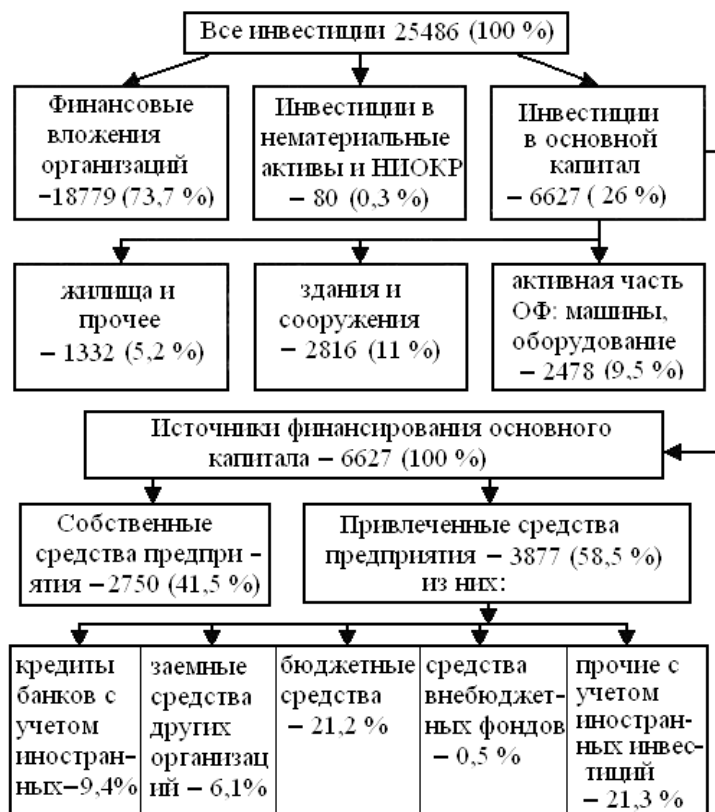 Все инвестиции 25486 (100 %)
Финансовые
вложения
организаций
–18779 (73,7 %)
Инвестиции в
нематериальные
активы и НИОКР
– 80 (0,3 %)
Инвестиции
в основной
капитал
– 6627 ( 26 %)
жилища и
прочее
– 1332 (5,2 %)
здания и
сооружения
– 2816 (11 %)
активная часть
ОФ: машины,
оборудование
– 2478 (9,5 %)
Источники финансирования основного
капитала – 6627 (100 %)
Собственные
средства предпри -
ятия – 2750 (41,5 %)
Привлеченные средства
предприятия – 3877 (58,5 %)
из них:
кредиты
банков с
учетом
иностран-
ных–9,4%
заемные
средства
других
организац
ий – 6,1%
бюджетные
средства
– 21,2 %
средства
внебюджет-
ных фондов
– 0,5 %
прочие с
учетом
иностран-
ных инвес-
тиций
– 21,3 %